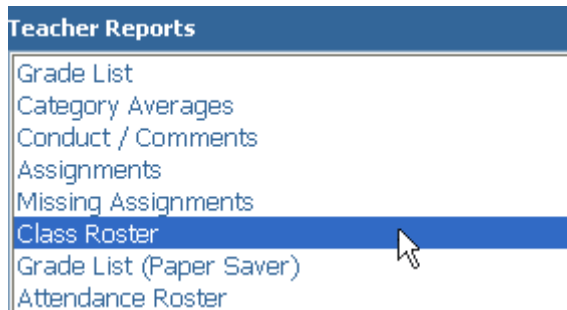 Teacher Reports
Grade List
Category Averages
Conduct / Comments
Assignments
Missing Assignments
Class Roster
Grade List (Paper Saver)
Attendance Roster